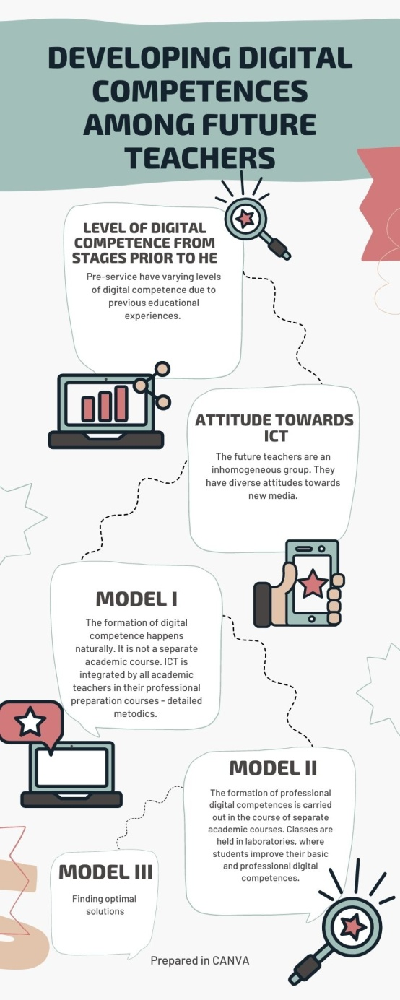 DEVELOPING DIGITAL
COMPETENCES
AMONG FUTURE
TEACHERS
LEVEL OF DIGITAL
COMPETENCE FROM
STAGES PRIOR TO HE
Pre-service have varying levels
of digital competence due to
previous educational
experiences.
ATTITUDE TOWARDS
ICT
The future teachers are an
inhomogeneous group. They
have diverse attitudes towards
new media.
MODEL I
The formation of digital
competence happens
naturally. It is not a separate
academic course. ICT is
integrated by all academic
teachers in their professional
preparation courses - detailed
metodics.
MODEL II
The formation of professional
digital competences is carried
out in the course of separate
academic courses. Classes are
held in laboratories, where
students improve their basic
and professional digital
competences.
MODEL III
Finding optimal
solutions
Prepared in CANVA